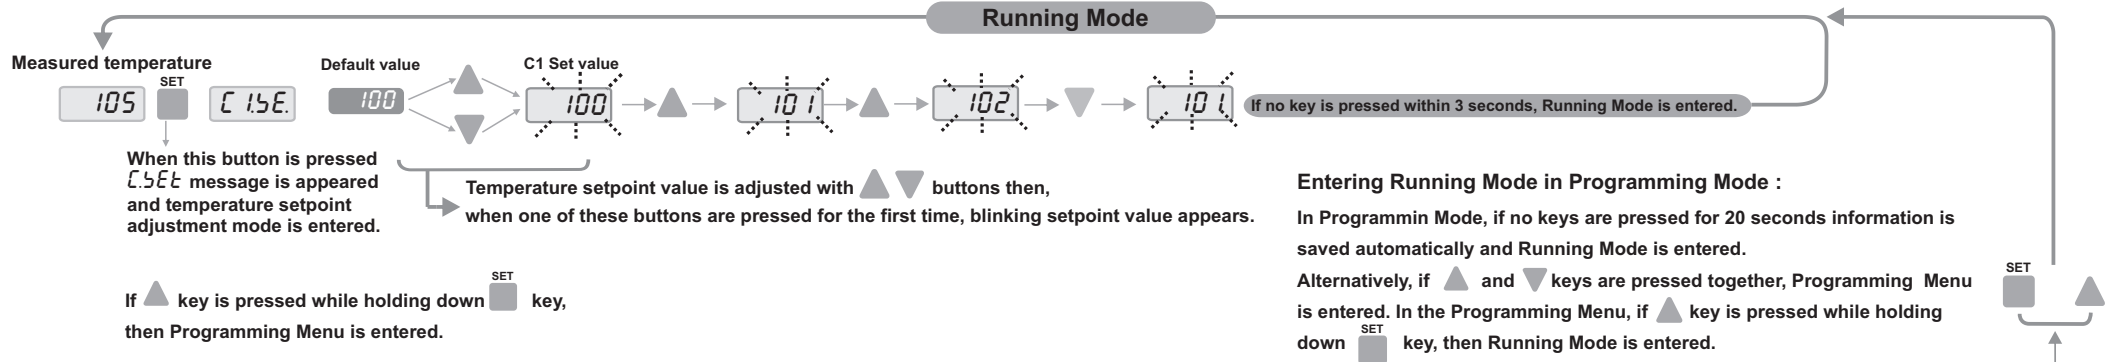 Running Mode
Measured temperature
SET
105
C 1.SE.
Default value
100
C1 Set value
100
101
102
101
If no key is pressed within 3 seconds, Running Mode is entered.
When this button is pressed
C.SEt message is appeared
and temperature setpoint
adjustment mode is entered.
Temperature setpoint value is adjusted with buttons then,
when one of these buttons are pressed for the first time, blinking setpoint value appears.
If key is pressed while holding down SET key,
then Programming Menu is entered.
Entering Running Mode in Programming Mode :
In Programmin Mode, if no keys are pressed for 20 seconds information is
saved automatically and Running Mode is entered.
Alternatively, if and keys are pressed together, Programming Menu
is entered. In the Programming Menu, if key is pressed while holding
down SET key, then Running Mode is entered.
SET